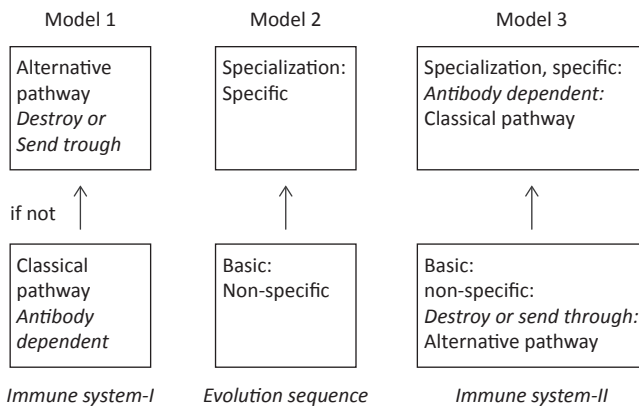 Model 1
Model 2
Model 3
Alternative
pathway
Destroy or
Send trough
Specialization:
Specific
Specialization, specific:
Antibody dependent:
Classical pathway
if not
Classical
pathway
Antibody
dependent
Basic:
Non-specific
Basic:
non-specific:
Destroy or send through:
Alternative pathway
Immune system-I
Evolution sequence
Immune system-II